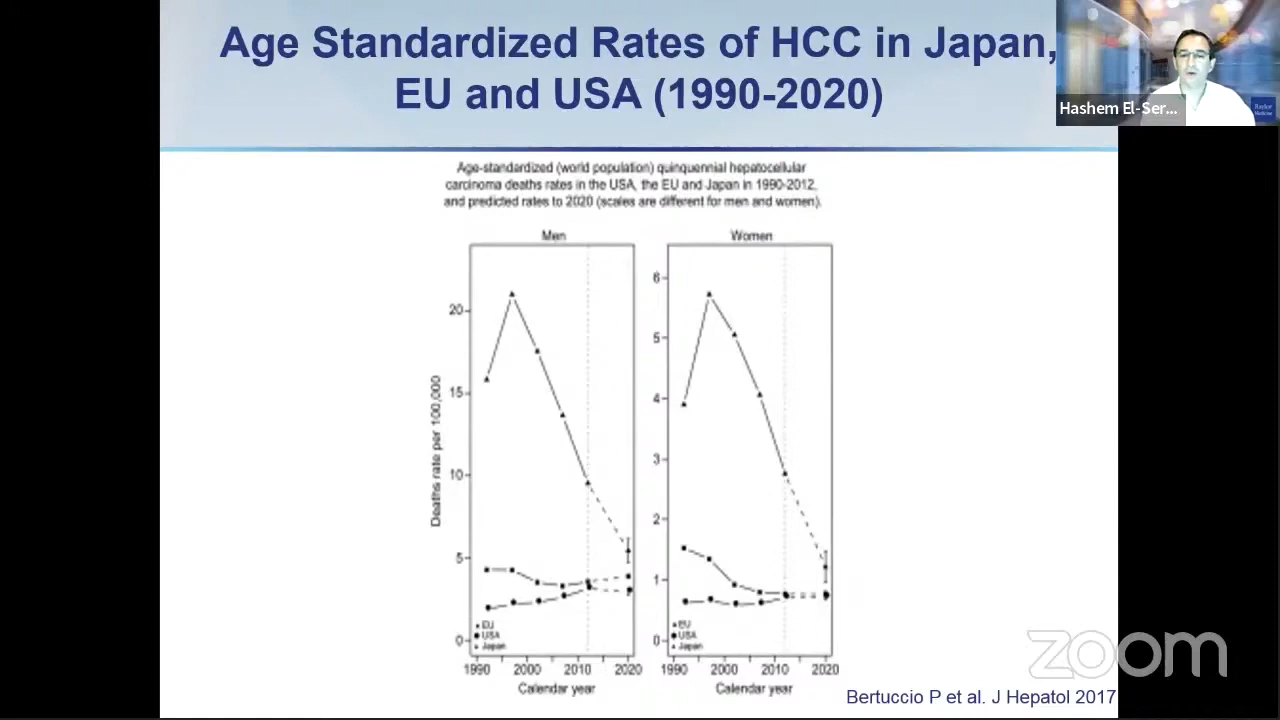 Age Standardized Rates of HCC in Japan,
EU and USA (1990-2020)
Hashem El-Ser...
Baylor
Medicine
Age-standardized (world population) quinquennial hepatocellular
carcinoma deaths rates in the USA, the EU and Japan in 1990-2012,
and predicted rates to 2020 (scales are different for men and women).
Men
Women
Deaths rate per 100,000
20
15
10
5
0
6
5
4
3
2
1
0
EU
USA
Japan
EU
USA
Japan
1990 2000 2010 2020
1990 2000 2010 2020
Calendar year
Calendar year
zoom
Bertuccio P et al. J Hepatol 2017